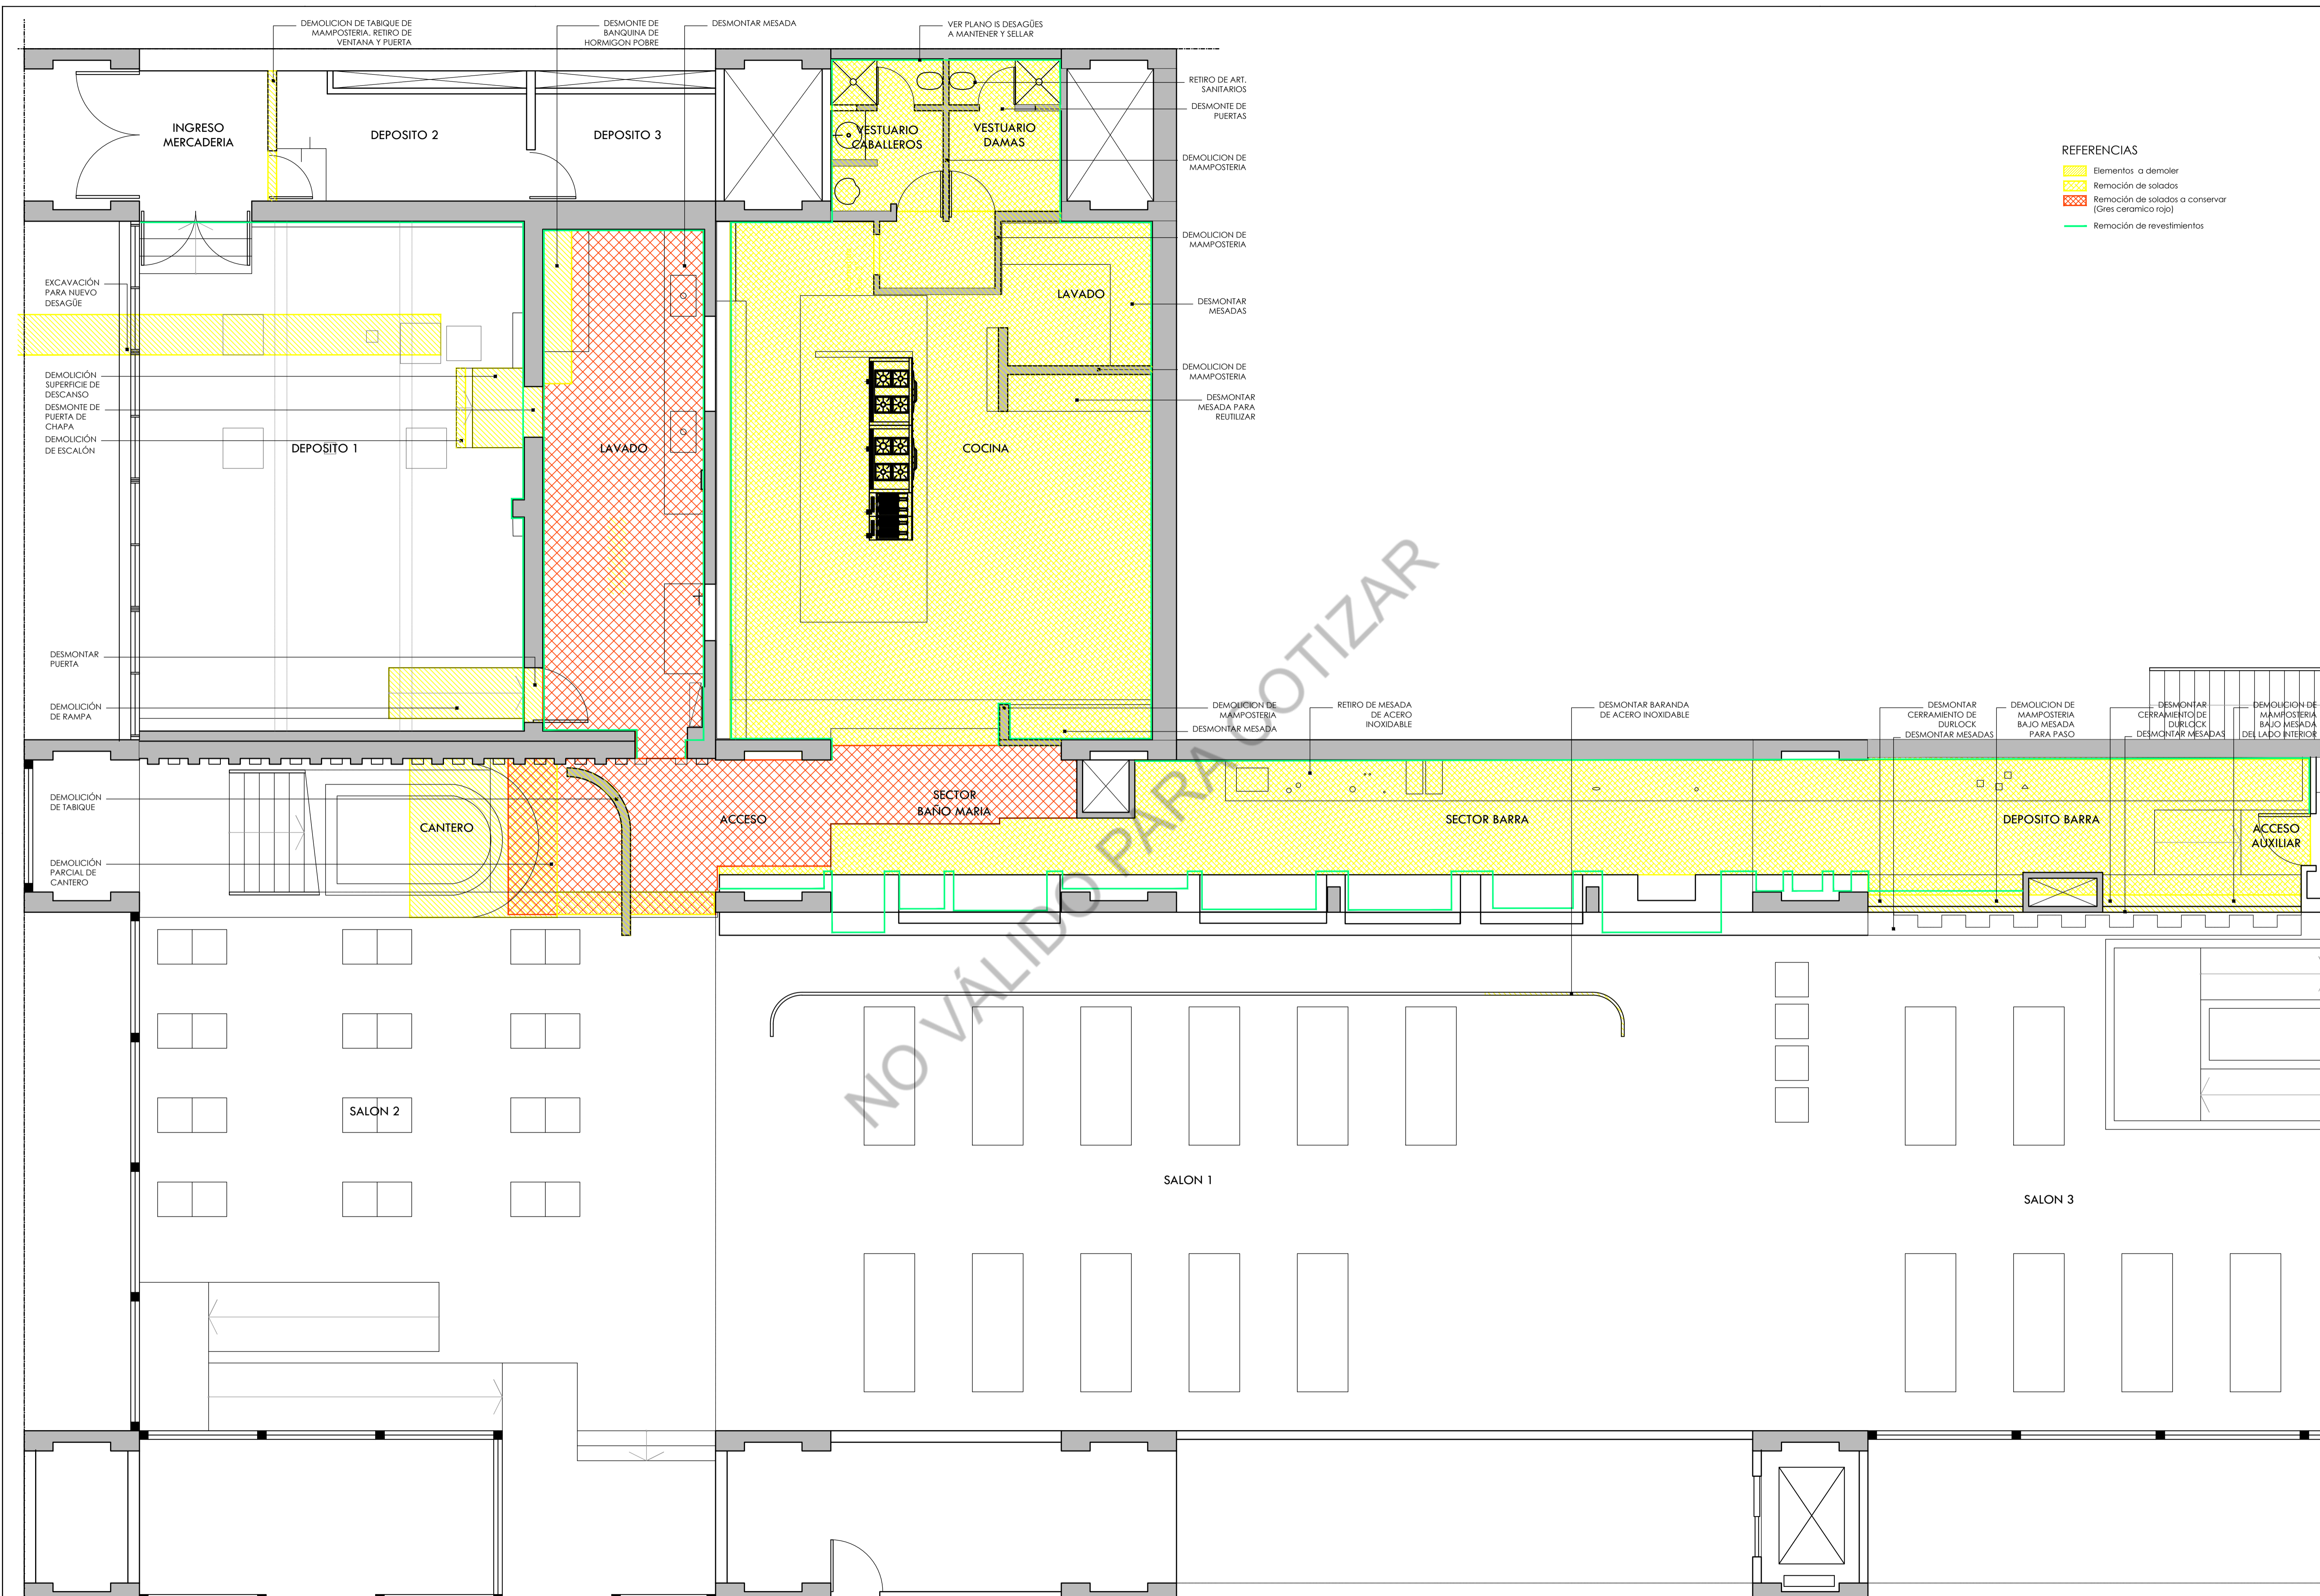 DEMOLICION DE TABIQUE DE
MAMPOSTERIA. RETIRO DE
VENTANA Y PUERTA
DESMONTE DE
BANQUINA DE
HORMIGON POBRE
DESMONTAR MESADA
VER PLANO IS DESAGÜES
A MANTENER Y SELLAR
RETIRO DE ART.
SANITARIOS
DESMONTE DE
PUERTAS
INGRESO
MERCADERIA
DEPOSITO 2
DEPOSITO 3
VESTUARIO
CABALLEROS
VESTUARIO
DAMAS
DEMOLICION DE
MAMPOSTERIA
REFERENCIAS
Elementos a demoler
Remoción de solados
Remoción de solados a conservar
(Gres ceramico rojo)
Remoción de revestimientos
DEMOLICION DE
MAMPOSTERIA
EXCAVACIÓN
PARA NUEVO
DESAGÜE
LAVADO
DESMONTAR
MESADAS
DEMOLICIÓN
SUPERFICIE DE
DESCANSO
DESMONTE DE
PUERTA DE
CHAPA
DEMOLICIÓN
DE ESCALÓN
DEMOLICION DE
MAMPOSTERIA
DESMONTAR
MESADA PARA
REUTILIZAR
DEPOSITO 1
LAVADO
COCINA
DESMONTAR
PUERTA
DEMOLICIÓN
DE RAMPA
DEMOLICION DE
MAMPOSTERIA
DESMONTAR MESADA
RETIRO DE MESADA
DE ACERO
INOXIDABLE
DESMONTAR BARANDA
DE ACERO INOXIDABLE
DESMONTAR
CERRAMIENTO DE
DURLOCK
DESMONTAR MESADAS
DEMOLICION DE
MAMPOSTERIA
BAJO MESADA
PARA PASO
DESMONTAR
CERRAMIENTO DE
DURLOCK
DESMONTAR MESADAS
DEMOLICION DE
MAMPOSTERIA
BAJO MESADA
DEL LADO INTERIOR
DEMOLICIÓN
DE TABIQUE
CANTERO
ACCESO
SECTOR
BAÑO MARIA
SECTOR BARRA
DEPOSITO BARRA
ACCESO
AUXILIAR
DEMOLICIÓN
PARCIAL DE
CANTERO
NO VÁLIDO PARA COTIZAR
SALON 2
SALON 1
SALON 3